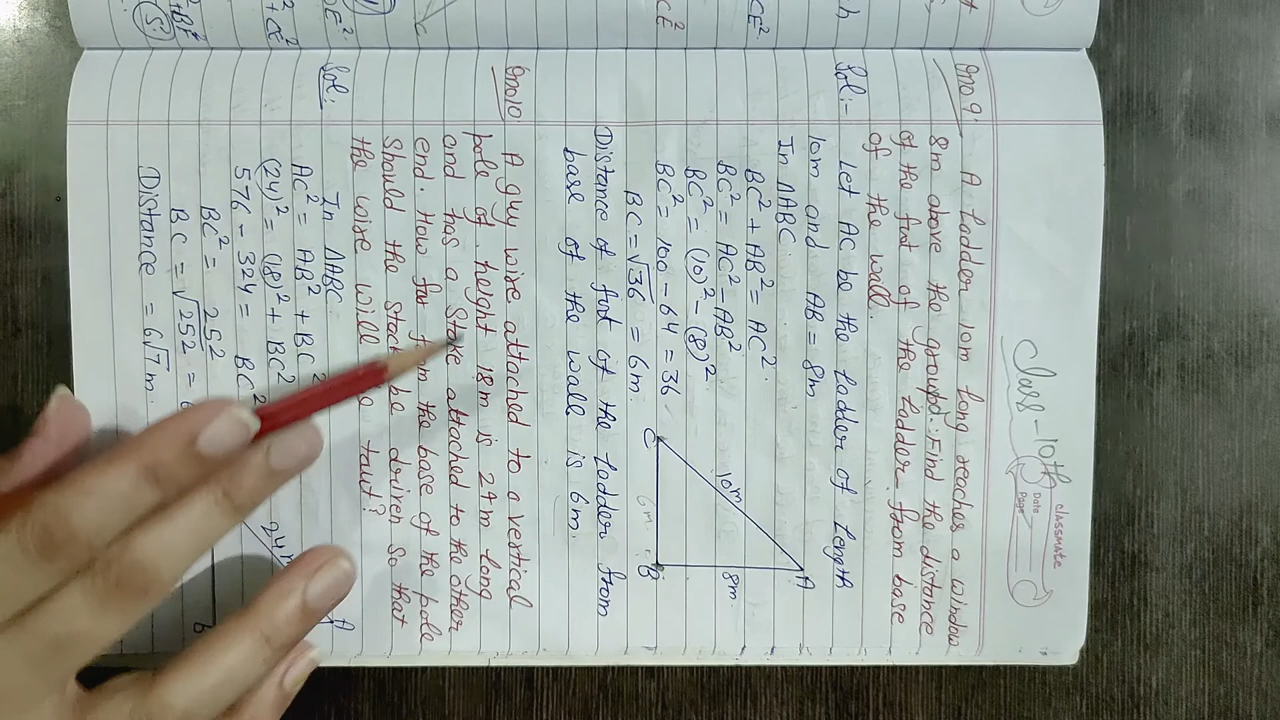 classmate
Date
Page
Class - 10th
Qno 9. A ladder 10m long reaches a window
8m above the ground. Find the distance
of the foot of the ladder from base
of the wall.
Sol:- Let AC be the ladder of length
10m and AB = 8m
In ΔABC.
BC² + AB² = AC².
BC² = AC² - AB²
BC² = (10)² - (8)²
BC² = 100 - 64 = 36
BC = √36 = 6m.
A
10m
8m.
C
6m.
B
Distance of foot of the ladder from
base of the wall is 6m.
Qno10 A guy wire attached to a vertical
pole of height 18m is 24m long
and has a Stake attached to the other
end. How far from the base of the pole
should the be driven so that
the wire will taut?
Sol:- In ΔABC
AC² = AB² + BC²
(24)² = (18)² + BC²
576 - 324 = BC²
BC² = 252
BC = √252 =
Distance = 6√7 m.
A